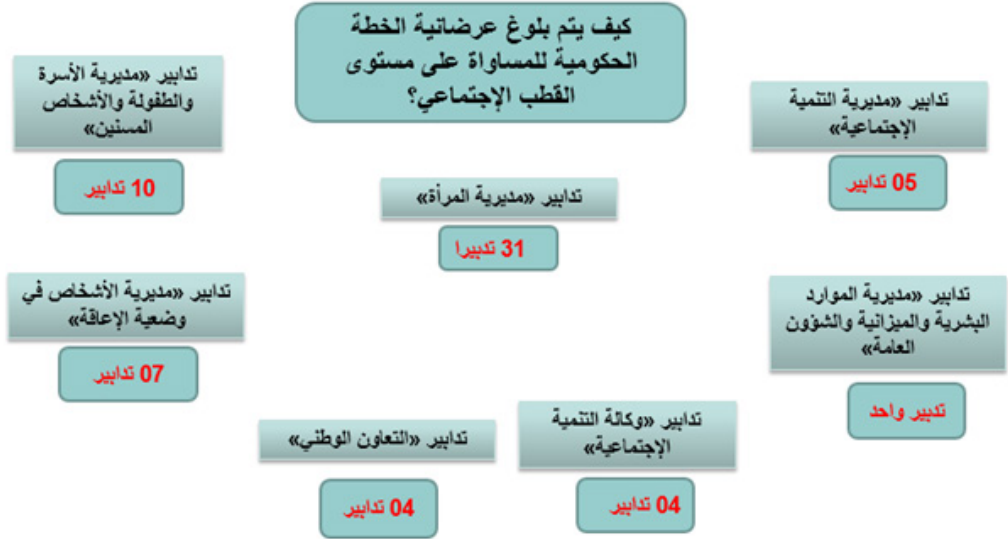 كيف يتم بلوغ عرضانية الخطة
الحكومية للمساواة على مستوى
القطب الإجتماعي؟
تدابير «مديرية التنمية
الإجتماعية»
05 تدابير
تدابير «مديرية الأسرة
والطفولة والأشخاص
المسنين»
10 تدابير
تدابير «مديرية المرأة»
31 تدبيرا
تدابير «مديرية الموارد
البشرية والميزانية والشؤون
العامة»
تدبير واحد
تدابير «مديرية الأشخاص في
وضعية الإعاقة»
07 تدابير
تدابير «وكالة التنمية
الإجتماعية»
04 تدابير
تدابير «التعاون الوطني»
04 تدابير